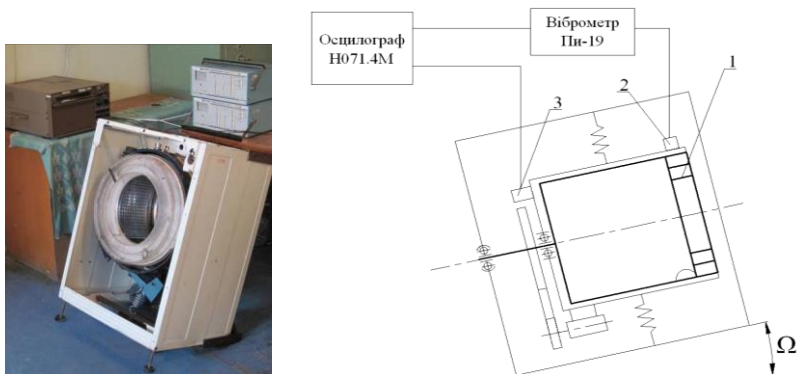 Осцилограф
Н071.4М
Віброметр
Пи-19
1
2
3
Ω